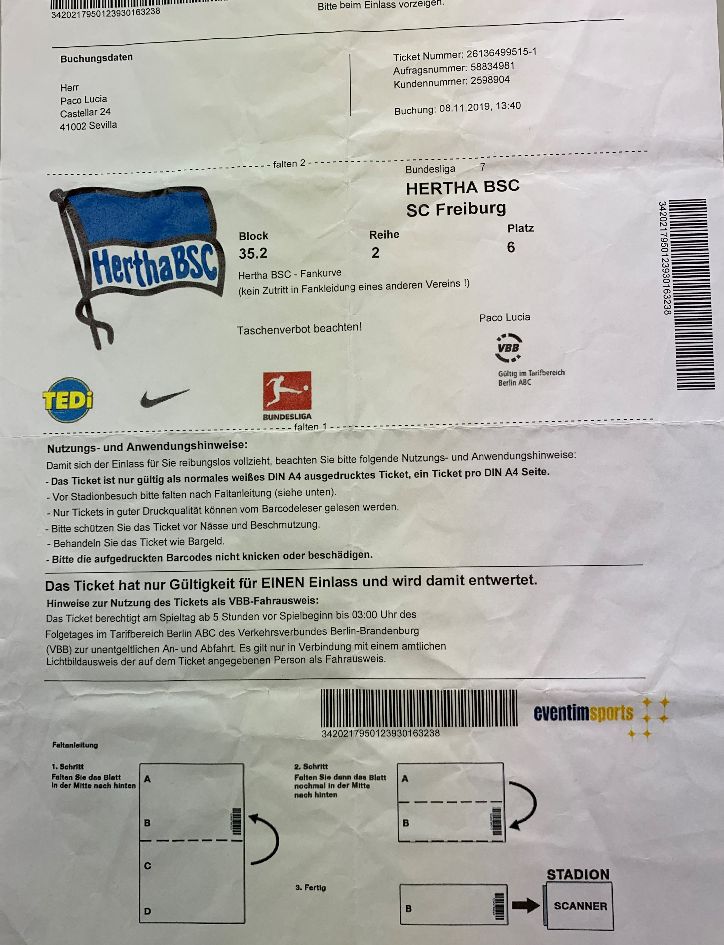 3420217950123930163238
Bitte beim Einlass vorzeigen.
Buchungsdaten
Herr
Paco Lucia
Castellar 24
41002 Sevilla
Ticket Nummer: 26136499515-1
Aufragsnummer: 58834981
Kundennummer: 2598904
Buchung: 08.11.2019, 13:40
falten 2
Bundesliga 7
HERTHA BSC
SC Freiburg
Hertha BSC
Block Reihe Platz
35.2 2 6
Hertha BSC - Fankurve
(kein Zutritt in Fankleidung eines anderen Vereins !)
Taschenverbot beachten!
Paco Lucia
VBB
Gültig im Tarifbereich
Berlin ABC
3420217950123930163238
TEDi
BUNDESLIGA
falten 1
Nutzungs- und Anwendungshinweise:
Damit sich der Einlass für Sie reibungslos vollzieht, beachten Sie bitte folgende Nutzungs- und Anwendungshinweise:
- Das Ticket ist nur gültig als normales weißes DIN A4 ausgedrucktes Ticket, ein Ticket pro DIN A4 Seite.
- Vor Stadionbesuch bitte falten nach Faltanleitung (siehe unten).
- Nur Tickets in guter Druckqualität können vom Barcodeleser gelesen werden.
- Bitte schützen Sie das Ticket vor Nässe und Beschmutzung.
- Behandeln Sie das Ticket wie Bargeld.
- Bitte die aufgedruckten Barcodes nicht knicken oder beschädigen.
Das Ticket hat nur Gültigkeit für EINEN Einlass und wird damit entwertet.
Hinweise zur Nutzung des Tickets als VBB-Fahrausweis:
Das Ticket berechtigt am Spieltag ab 5 Stunden vor Spielbeginn bis 03:00 Uhr des
Folgetages im Tarifbereich Berlin ABC des Verkehrsverbundes Berlin-Brandenburg
(VBB) zur unentgeltlichen An- und Abfahrt. Es gilt nur in Verbindung mit einem amtlichen
Lichtbildausweis der auf dem Ticket angegebenen Person als Fahrausweis.
3420217950123930163238
eventimsports
Faltanleitung
1. Schritt
Falten Sie das Blatt
in der Mitte nach hinten
A
B
C
D
2. Schritt
Falten Sie dann das Blatt
nochmal in der Mitte
nach hinten
A
B
3. Fertig
B
STADION
SCANNER